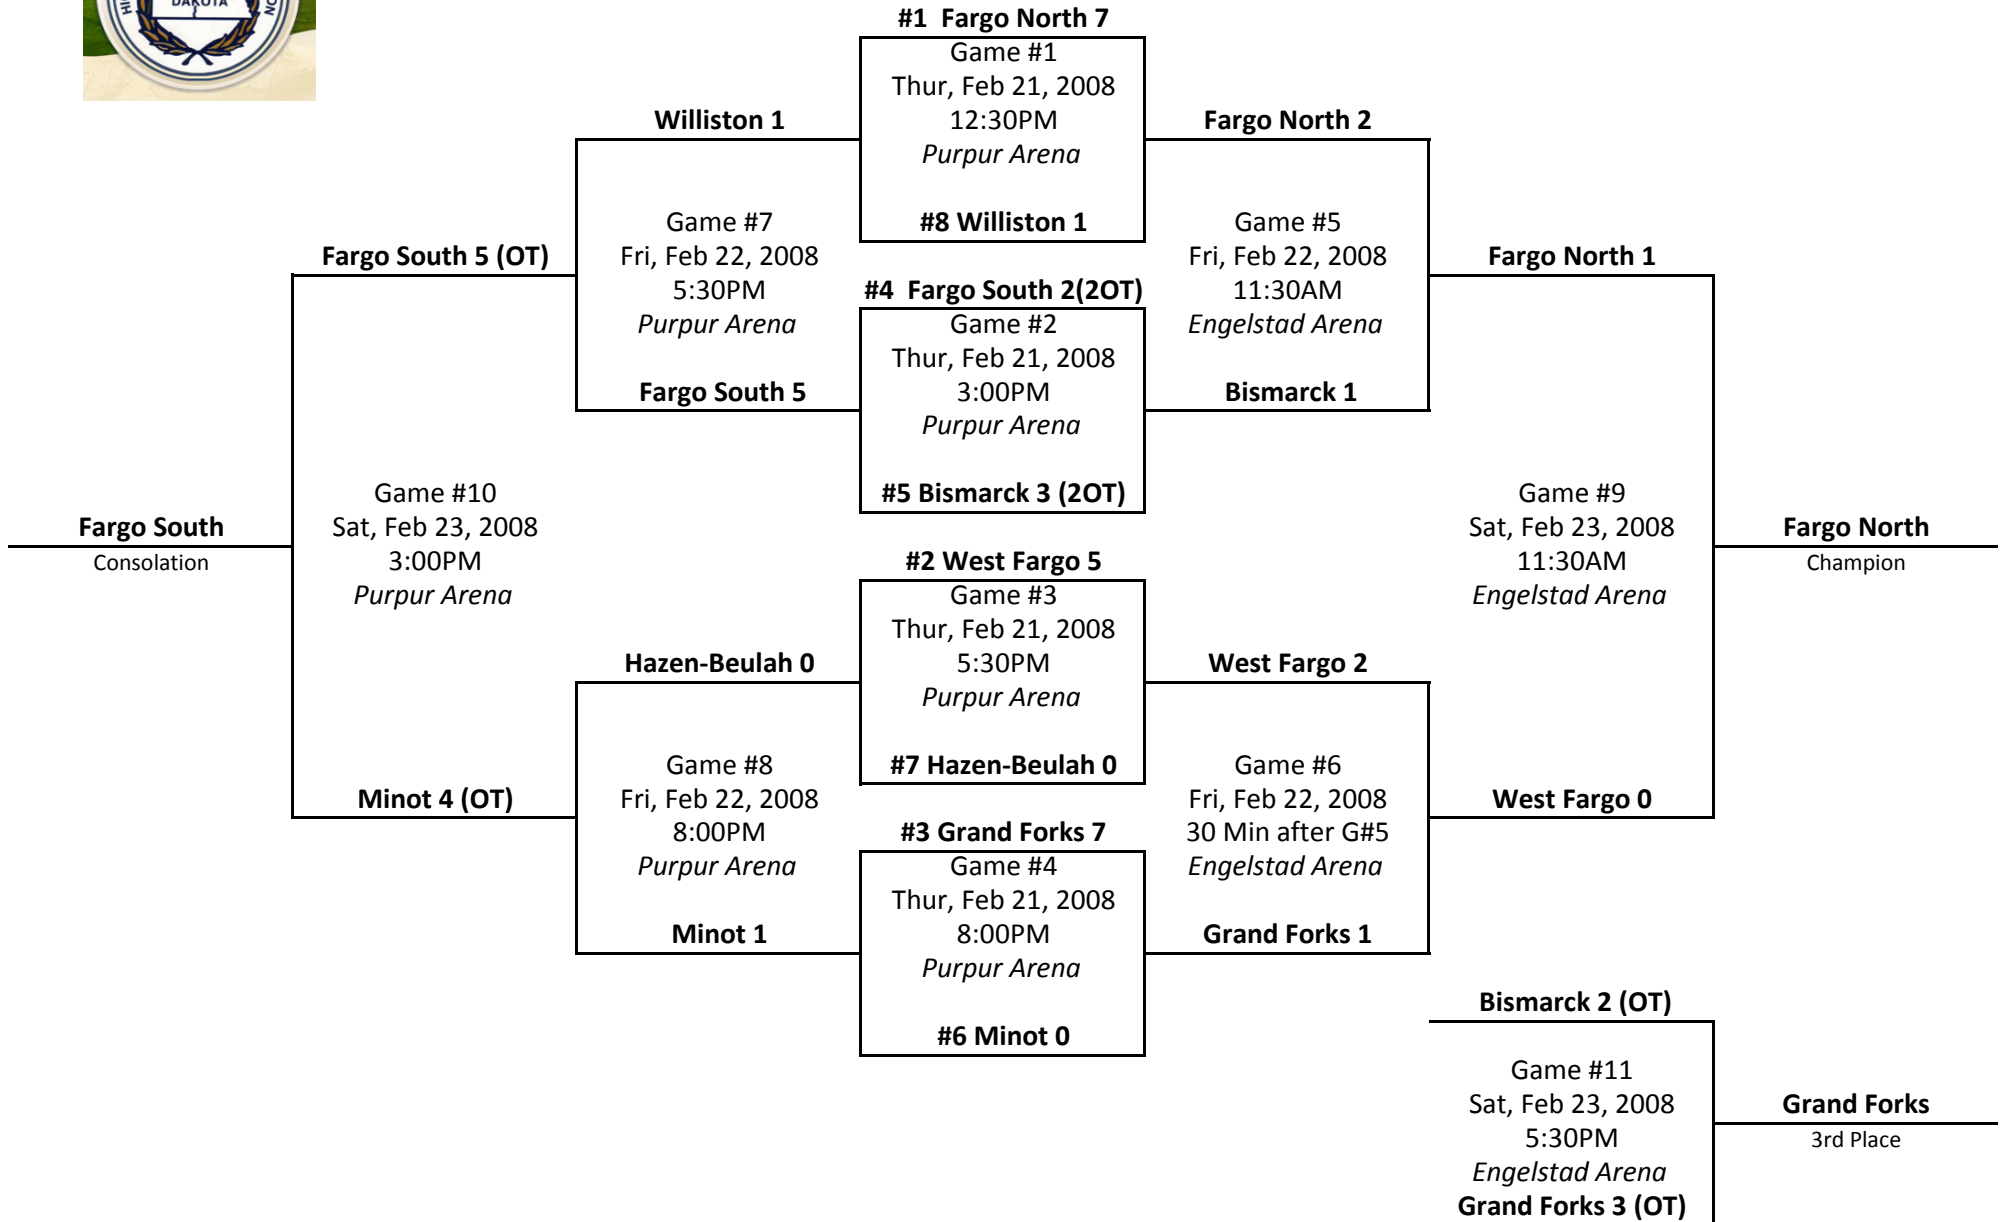 DAKOTA
#1  Fargo North 7
Game #1
Thur, Feb 21, 2008
12:30PM
Purpur Arena
#8 Williston 1
Williston 1
Game #7
Fri, Feb 22, 2008
5:30PM
Purpur Arena
Fargo South 5
Fargo North 2
Game #5
Fri, Feb 22, 2008
11:30AM
Engelstad Arena
Bismarck 1
Fargo South 5 (OT)
Fargo North 1
#4  Fargo South 2(2OT)
Game #2
Thur, Feb 21, 2008
3:00PM
Purpur Arena
#5 Bismarck 3 (2OT)
Game #10
Sat, Feb 23, 2008
3:00PM
Purpur Arena
Fargo South
Consolation
Game #9
Sat, Feb 23, 2008
11:30AM
Engelstad Arena
Fargo North
Champion
#2 West Fargo 5
Game #3
Thur, Feb 21, 2008
5:30PM
Purpur Arena
#7 Hazen-Beulah 0
Hazen-Beulah 0
Game #8
Fri, Feb 22, 2008
8:00PM
Purpur Arena
Minot 1
West Fargo 2
Game #6
Fri, Feb 22, 2008
30 Min after G#5
Engelstad Arena
Grand Forks 1
Minot 4 (OT)
West Fargo 0
#3 Grand Forks 7
Game #4
Thur, Feb 21, 2008
8:00PM
Purpur Arena
#6 Minot 0
Bismarck 2 (OT)
Game #11
Sat, Feb 23, 2008
5:30PM
Engelstad Arena
Grand Forks 3 (OT)
Grand Forks
3rd Place